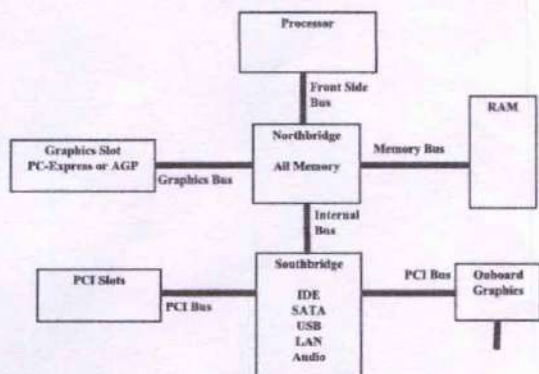 Processor
Front Side
Bus
RAM
Northbridge
All Memory
Graphics Slot
PC-Express or AGP
Graphics Bus
Memory Bus
Internal
Bus
Southbridge
IDE
SATA
USB
LAN
Audio
PCI Slots
PCI Bus
PCI Bus
Onboard
Graphics